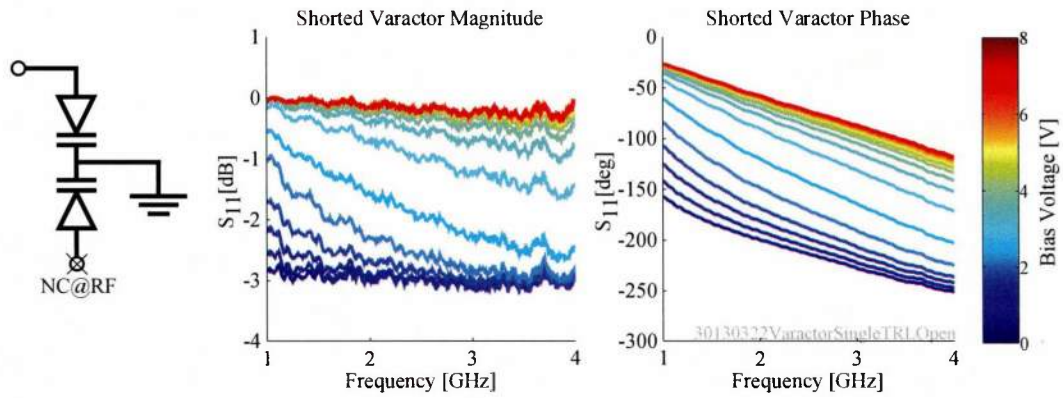 NC@RF
Shorted Varactor Magnitude
1
0
-1
-2
-3
-4
S11[dB]
1 2 3 4
Frequency [GHz]
Shorted Varactor Phase
0
-50
-100
-150
-200
-250
-300
S11[deg]
30130322VaractorSingleTRLOpen
1 2 3 4
Frequency [GHz]
8
6
4
2
0
Bias Voltage [V]